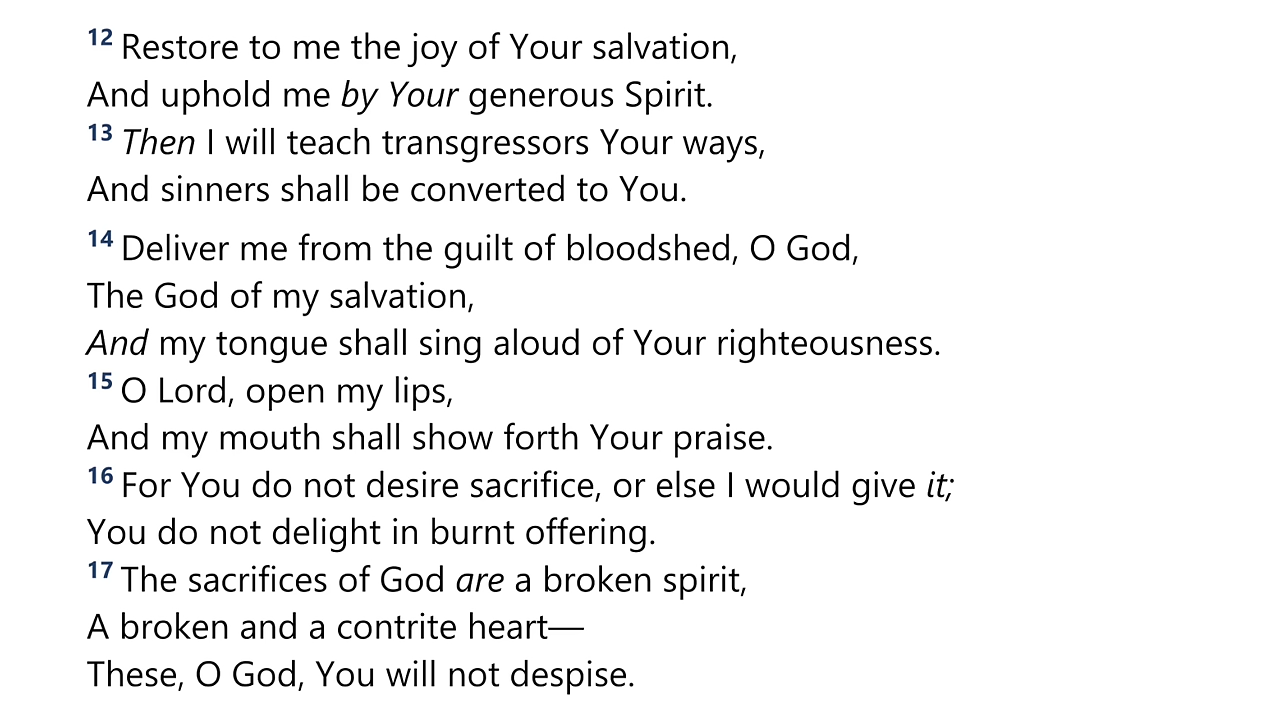 12 Restore to me the joy of Your salvation,
And uphold me by Your generous Spirit.
13 Then I will teach transgressors Your ways,
And sinners shall be converted to You.
14 Deliver me from the guilt of bloodshed, O God,
The God of my salvation,
And my tongue shall sing aloud of Your righteousness.
15 O Lord, open my lips,
And my mouth shall show forth Your praise.
16 For You do not desire sacrifice, or else I would give it;
You do not delight in burnt offering.
17 The sacrifices of God are a broken spirit,
A broken and a contrite heart—
These, O God, You will not despise.